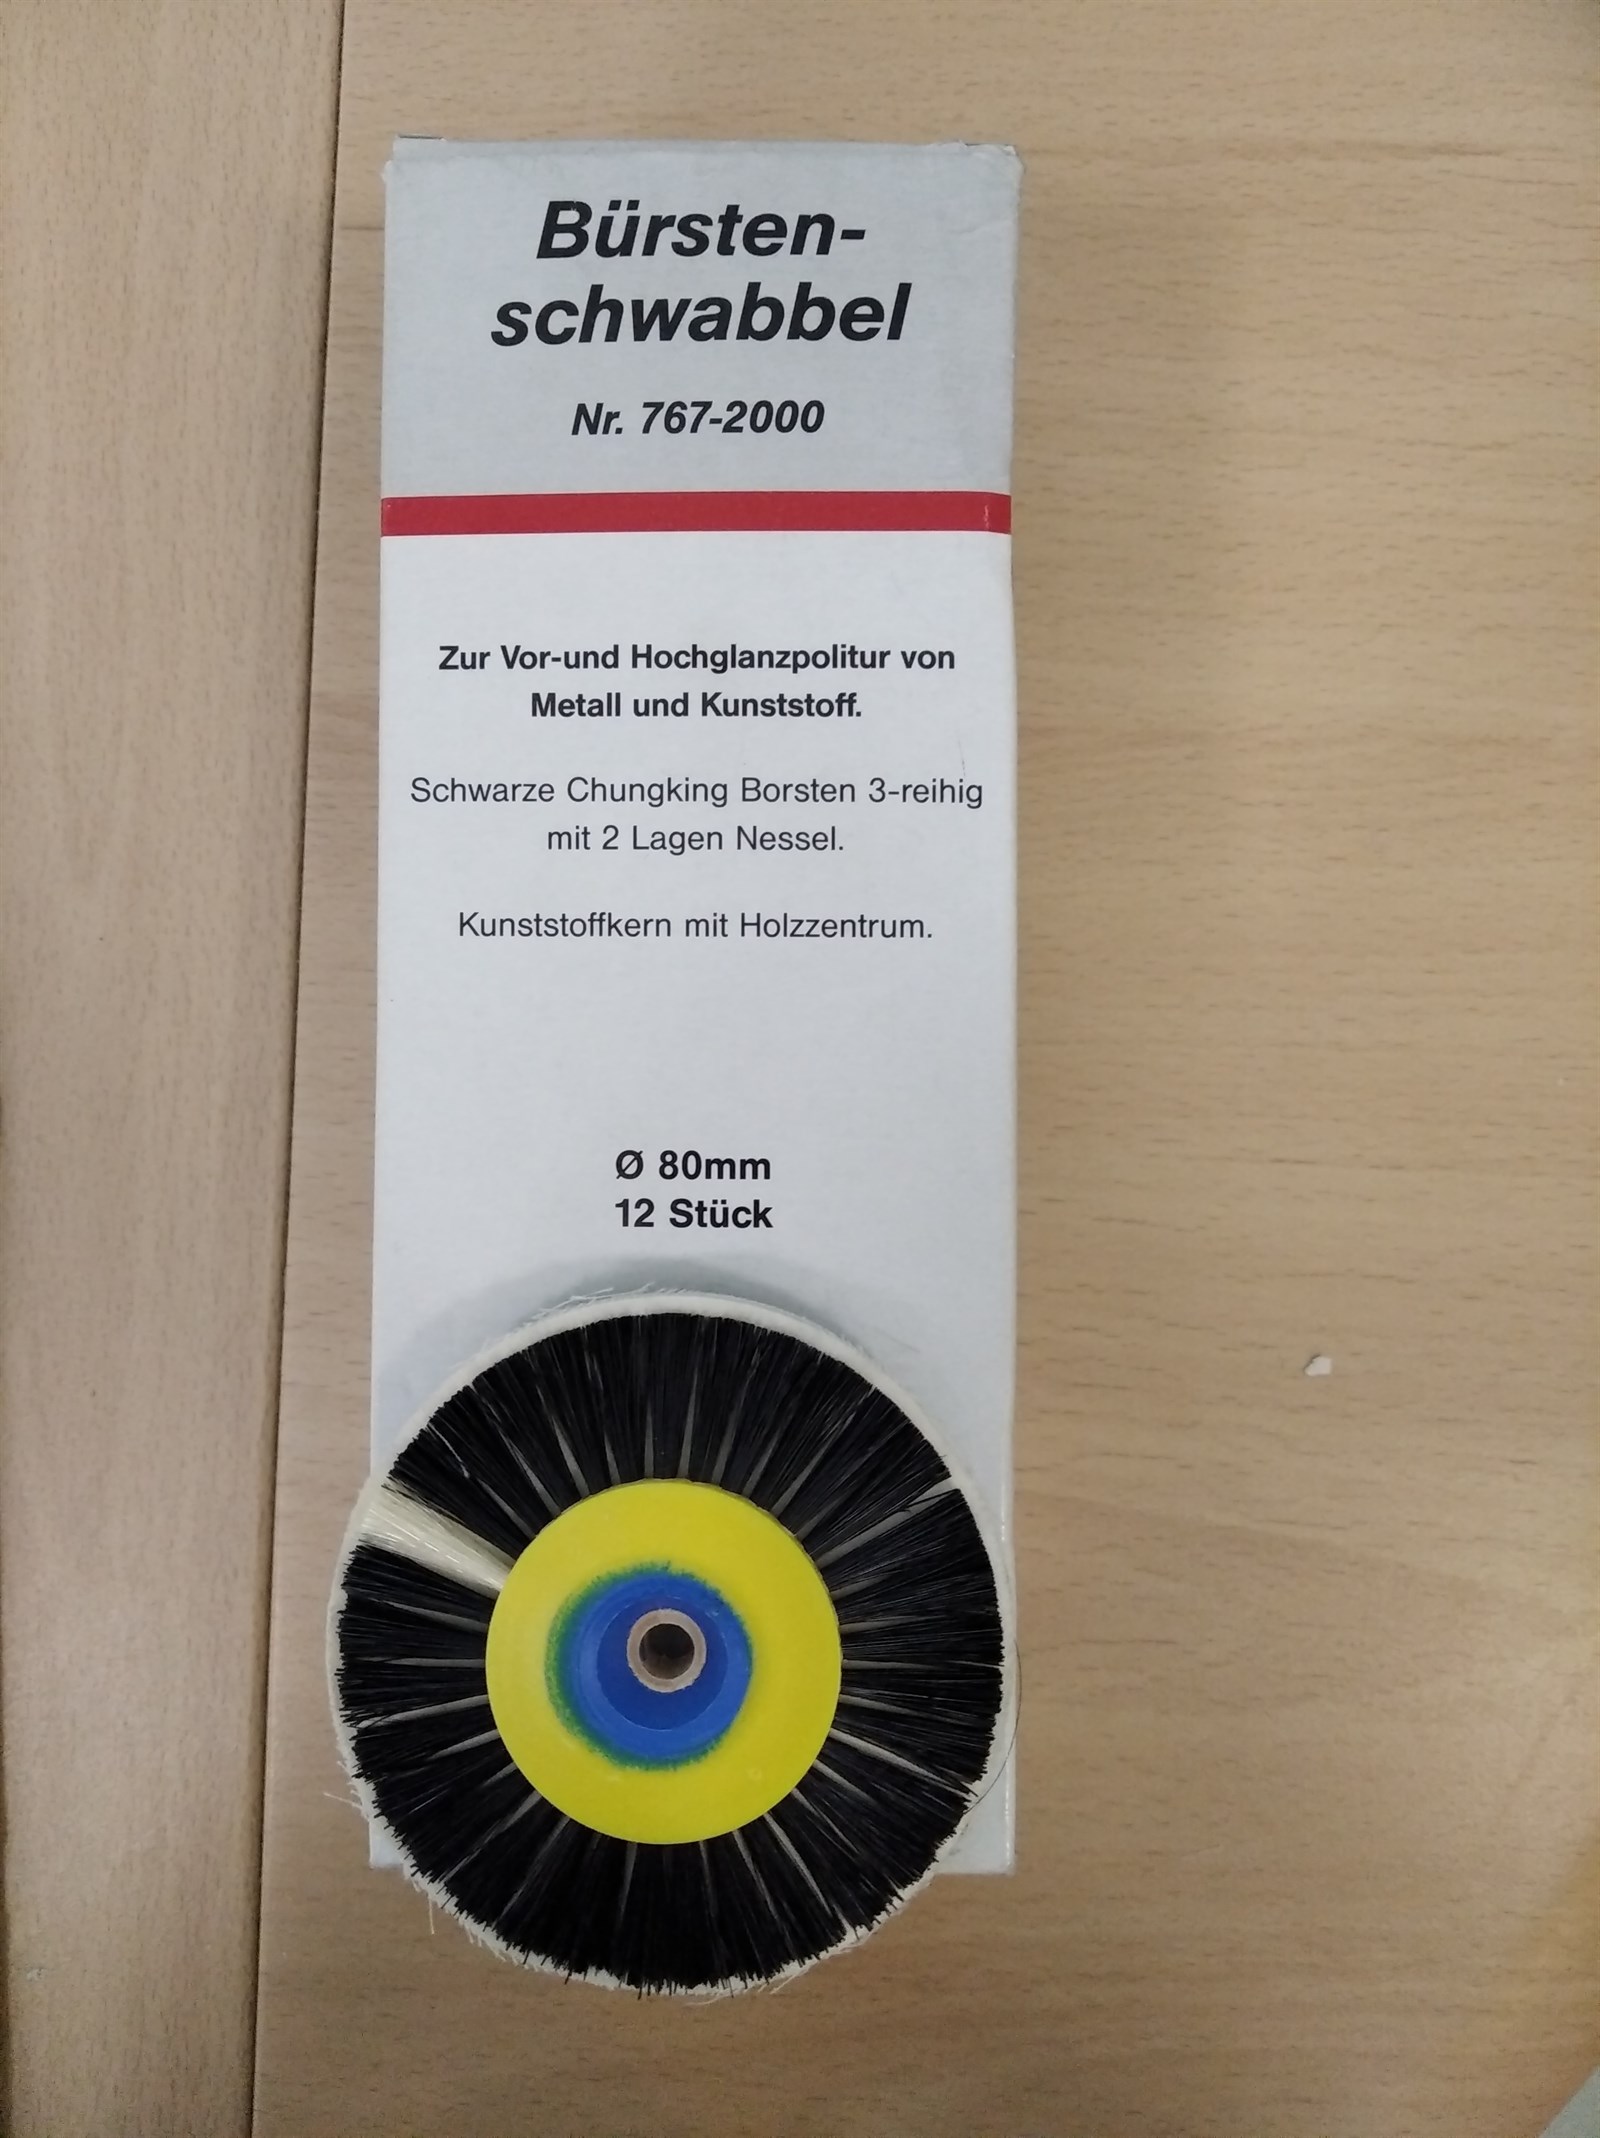 Bürsten-
schwabbel
Nr. 767-2000
Zur Vor-und Hochglanzpolitur von
Metall und Kunststoff.
Schwarze Chungking Borsten 3-reihig
mit 2 Lagen Nessel.
Kunststoffkern mit Holzzentrum.
Ø 80mm
12 Stück